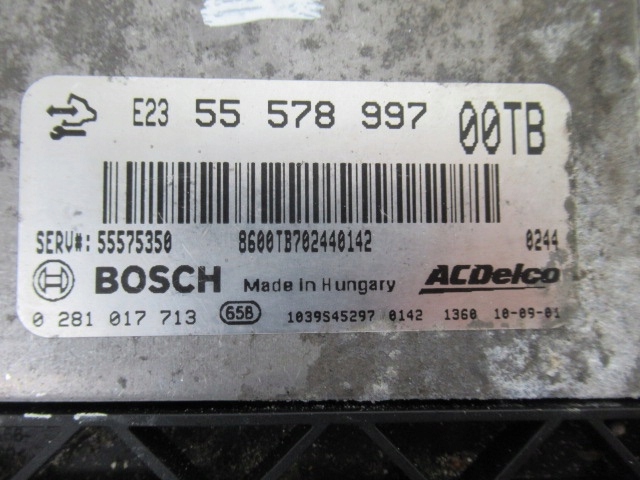 E23 55 578 997 00TB
SERV#: 55575350 8600TB702440142 0244
BOSCH Made in Hungary ACDelco
0 281 017 713 658 1039S45297 0142 1360 10-09-01